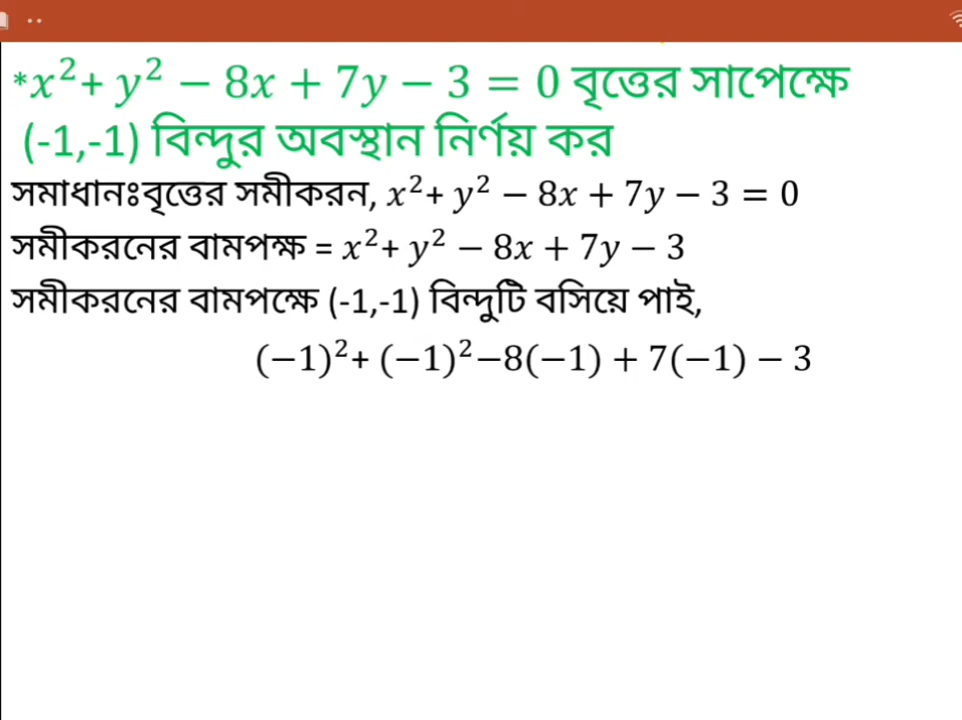 *x² + y² − 8x + 7y − 3 = 0 বৃত্তের সাপেক্ষে
(-1,-1) বিন্দুর অবস্থান নির্ণয় কর
সমাধানঃবৃত্তের সমীকরন, x² + y² − 8x + 7y − 3 = 0
সমীকরনের বামপক্ষ = x² + y² − 8x + 7y − 3
সমীকরনের বামপক্ষে (-1,-1) বিন্দুটি বসিয়ে পাই,
(−1)² + (−1)² −8(−1) + 7(−1) − 3